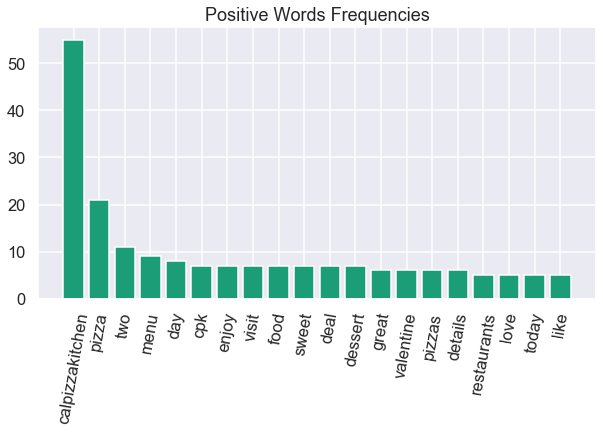 Positive Words Frequencies
50
40
30
20
10
0
calpizzakitchen
pizza
two
menu
day
cpk
enjoy
visit
food
sweet
deal
dessert
great
valentine
pizzas
details
restaurants
love
today
like